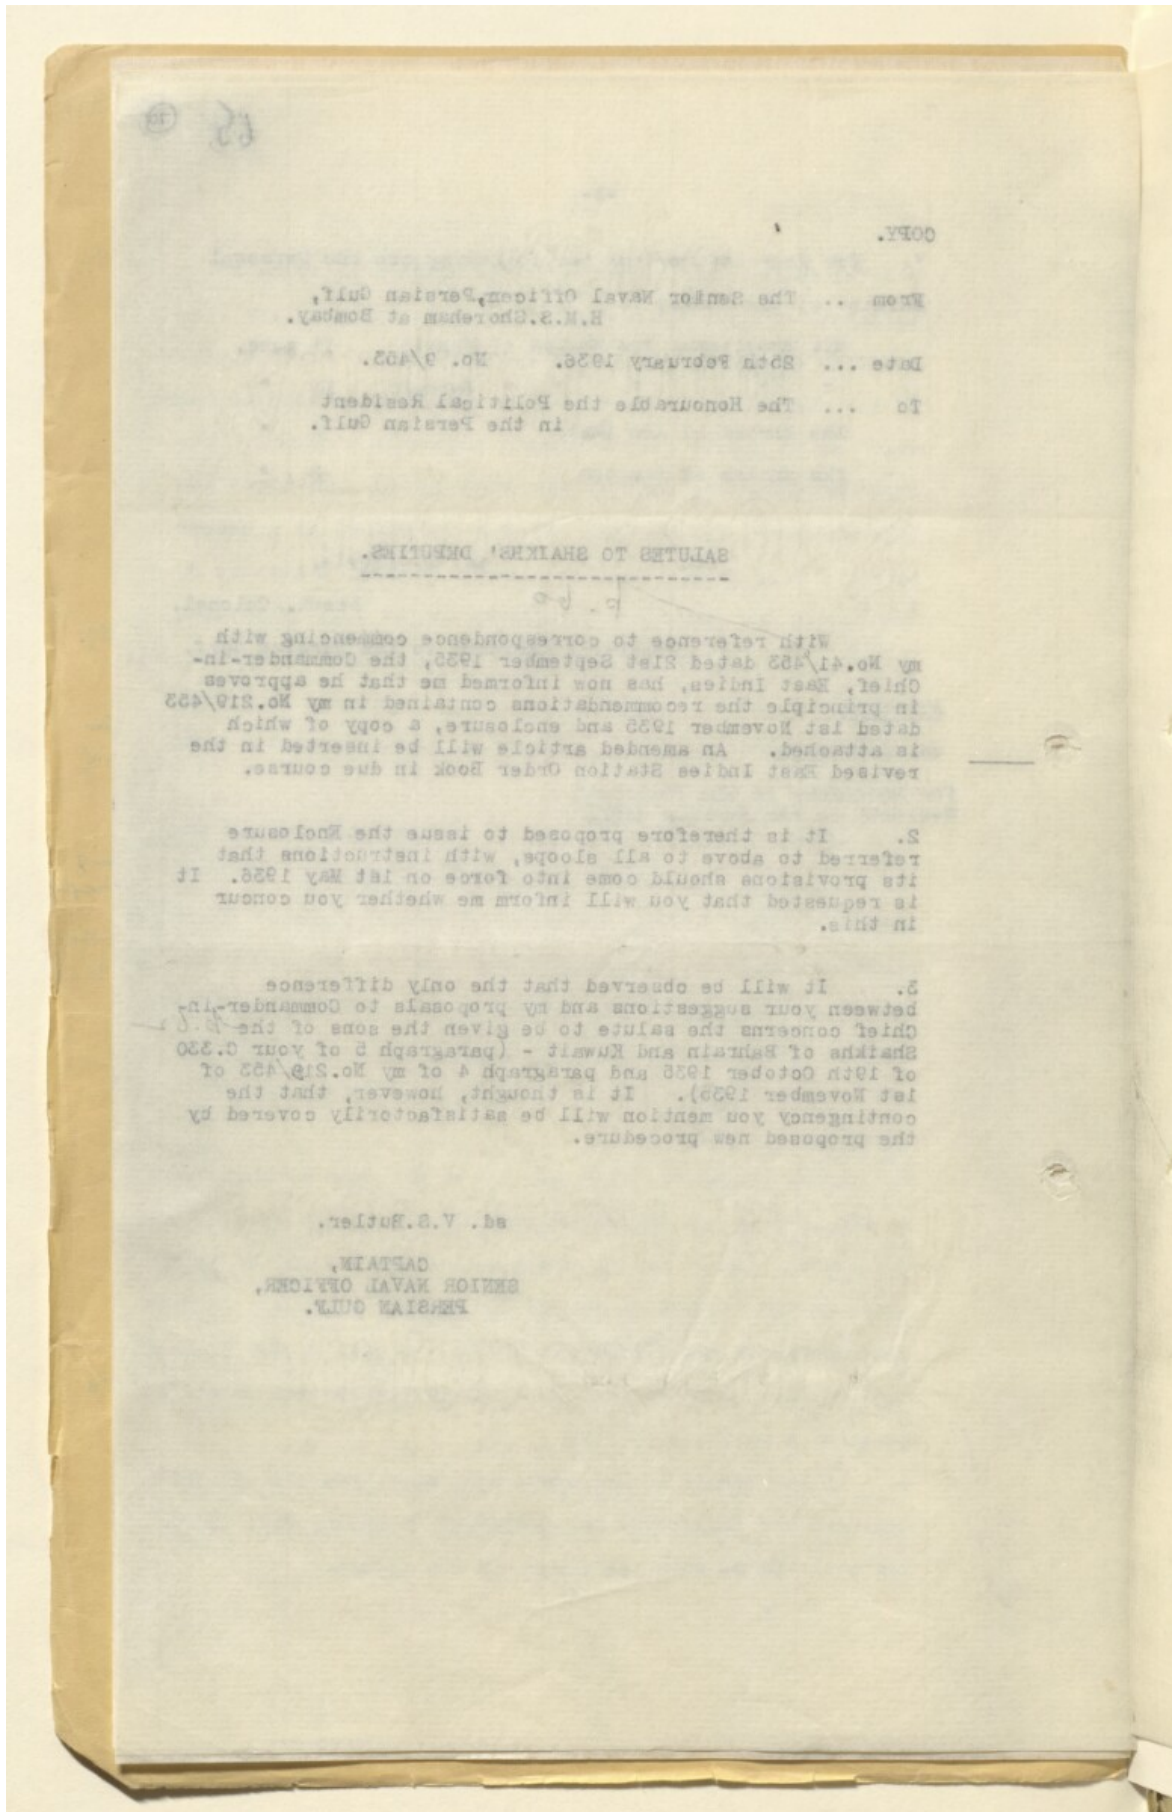 65
COPY.
From .. The Senior Naval Officer, Persian Gulf,
H.M.S. Shoreham at Bombay.
Date ... 25th February 1936. No. 9/453.
To ... The Honourable the Political Resident
in the Persian Gulf.
SALUTES TO SHAIKHS' DEPUTIES.
p. 60
With reference to correspondence commencing with
my No.41/453 dated 21st September 1935, the Commander-in-
Chief, East Indies, has now informed me that he approves
in principle the recommendations contained in my No.219/453
dated 1st November 1935 and enclosure, a copy of which
is attached. An amended article will be inserted in the
revised East Indies Station Order Book in due course.
2. It is therefore proposed to issue the Enclosure
referred to above to all sloops, with instructions that
its provisions should come into force on 1st May 1936. It
is requested that you will inform me whether you concur
in this.
3. It will be observed that the only difference
between your suggestions and my proposals to Commander-in-
Chief concerns the salute to be given the sons of the
Shaikhs of Bahrain and Kuwait - (paragraph 5 of your C.330
of 19th October 1935 and paragraph 4 of my No.219/453 of
1st November 1935). It is thought, however, that the
contingency you mention will be satisfactorily covered by
the proposed new procedure.
sd. V.S.Butler.
CAPTAIN,
SENIOR NAVAL OFFICER,
PERSIAN GULF.